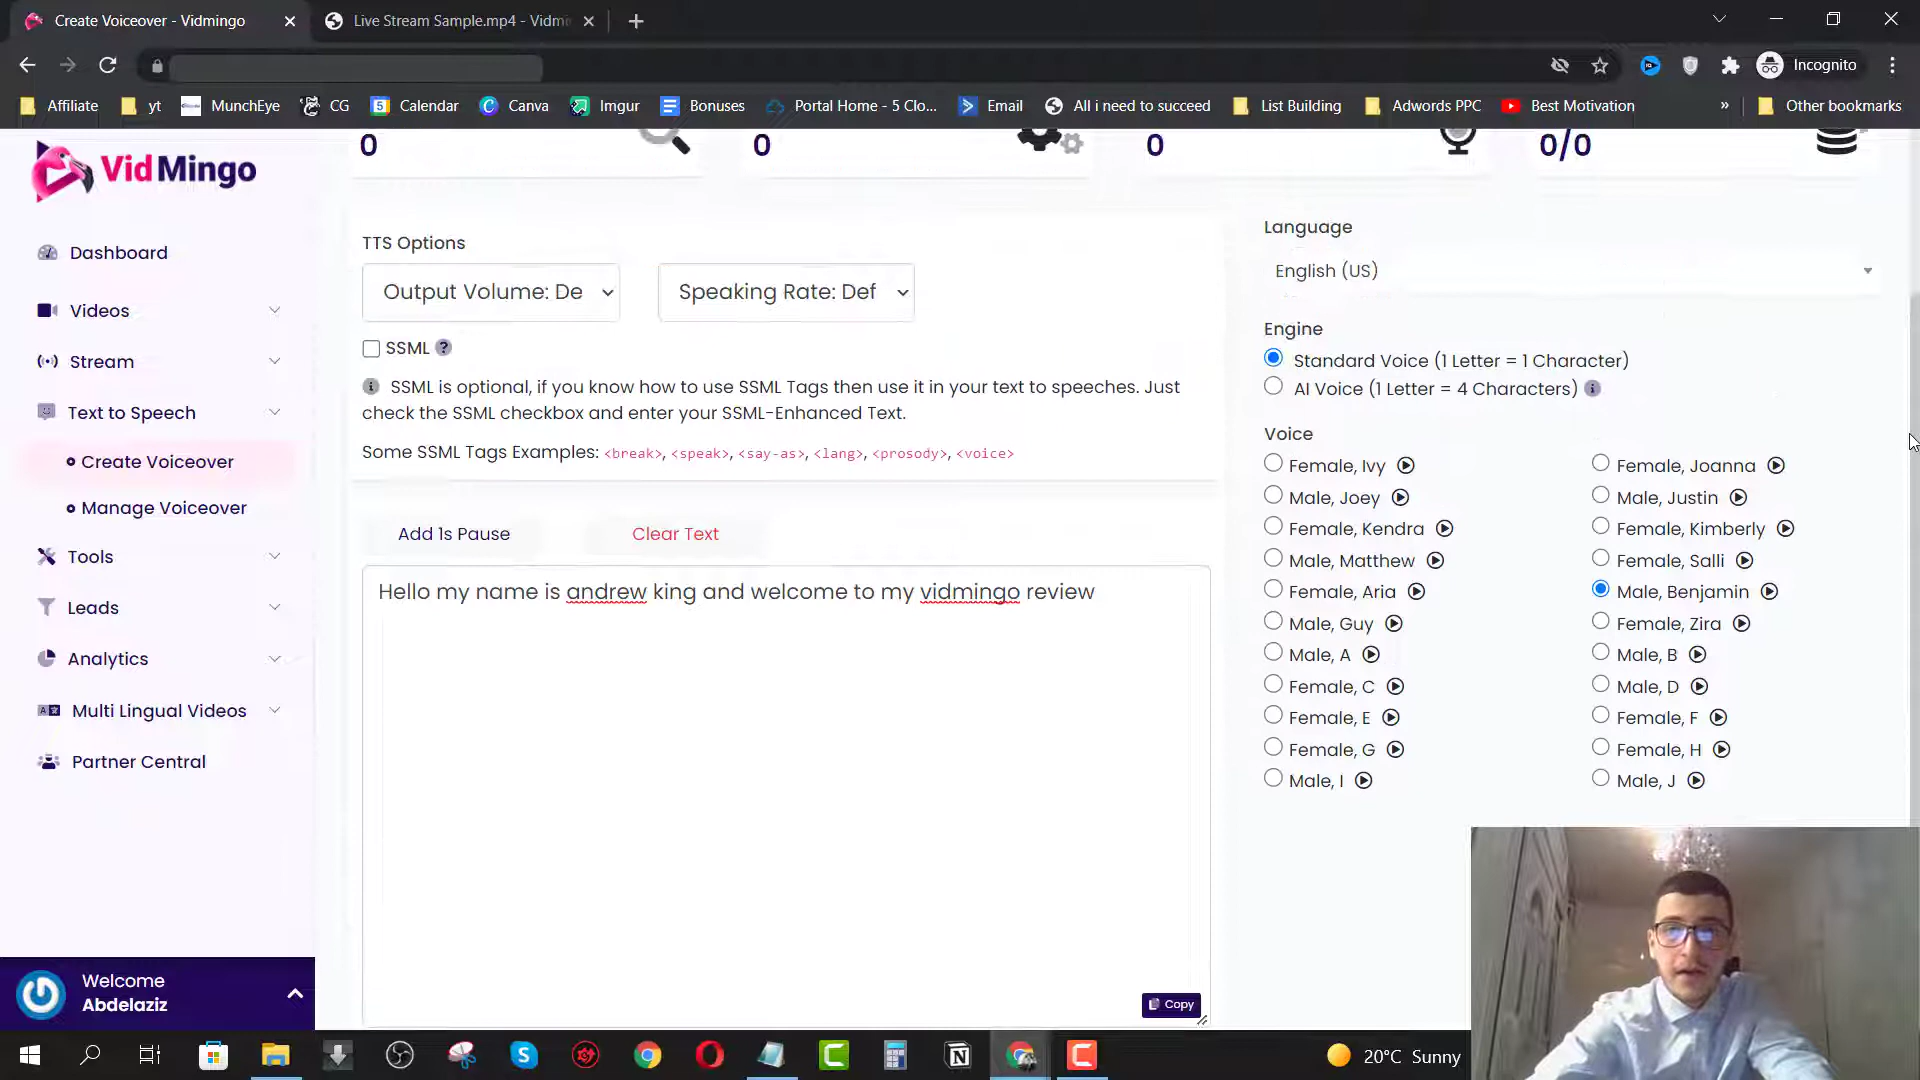 Create Voiceover - Vidmingo
Live Stream Sample.mp4 - Vidmi
Incognito
Affiliate
yt
MunchEye
CG
Calendar
Canva
Imgur
Bonuses
Portal Home - 5 Clo...
Email
All i need to succeed
List Building
Adwords PPC
Best Motivation
»
Other bookmarks
VidMingo
0
0
0
0/0
Dashboard
Videos
Stream
Text to Speech
Create Voiceover
Manage Voiceover
Tools
Leads
Analytics
Multi Lingual Videos
Partner Central
Welcome
Abdelaziz
TTS Options
Output Volume: De
Speaking Rate: Def
SSML ?
SSML is optional, if you know how to use SSML Tags then use it in your text to speeches. Just
check the SSML checkbox and enter your SSML-Enhanced Text.
Some SSML Tags Examples: <break>, <speak>, <say-as>, <lang>, <prosody>, <voice>
Add 1s Pause
Clear Text
Hello my name is andrew king and welcome to my vidmingo review
Copy
Language
English (US)
Engine
Standard Voice (1 Letter = 1 Character)
AI Voice (1 Letter = 4 Characters)
Voice
Female, Ivy
Female, Joanna
Male, Joey
Male, Justin
Female, Kendra
Female, Kimberly
Male, Matthew
Female, Salli
Female, Aria
Male, Benjamin
Male, Guy
Female, Zira
Male, A
Male, B
Female, C
Male, D
Female, E
Female, F
Female, G
Female, H
Male, I
Male, J
20°C Sunny